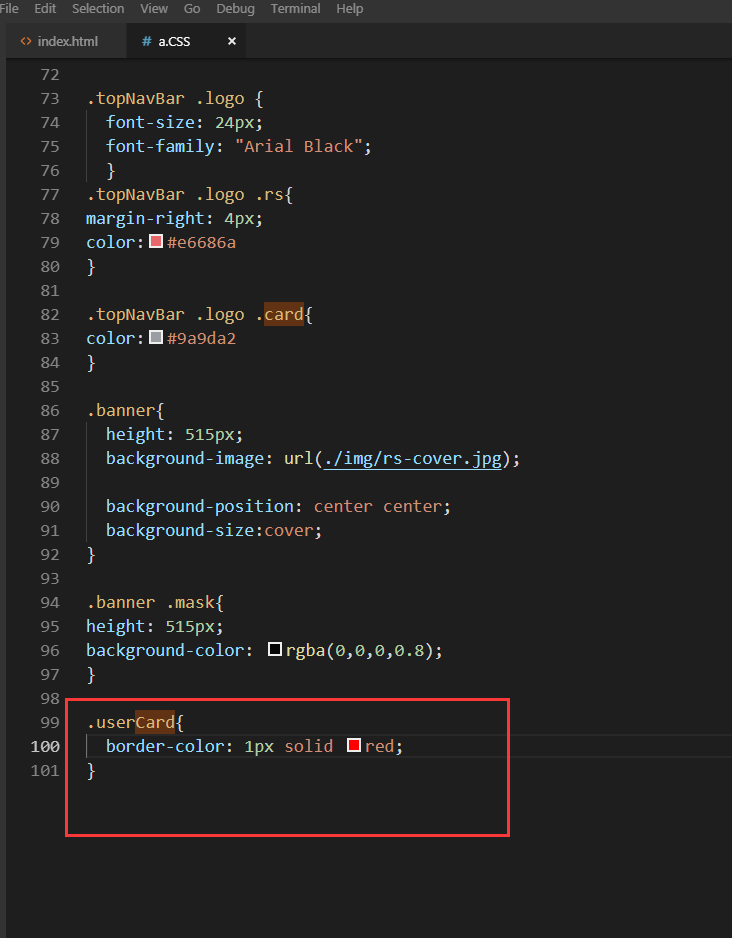 File Edit Selection View Go Debug Terminal Help
<> index.html # a.CSS ×
72
73 .topNavBar .logo {
74 font-size: 24px;
75 font-family: "Arial Black";
76 }
77 .topNavBar .logo .rs{
78 margin-right: 4px;
79 color: #e6686a
80 }
81
82 .topNavBar .logo .card{
83 color: #9a9da2
84 }
85
86 .banner{
87 height: 515px;
88 background-image: url(./img/rs-cover.jpg);
89
90 background-position: center center;
91 background-size:cover;
92 }
93
94 .banner .mask{
95 height: 515px;
96 background-color: rgba(0,0,0,0.8);
97 }
98
99 .userCard{
100 border-color: 1px solid red;
101 }